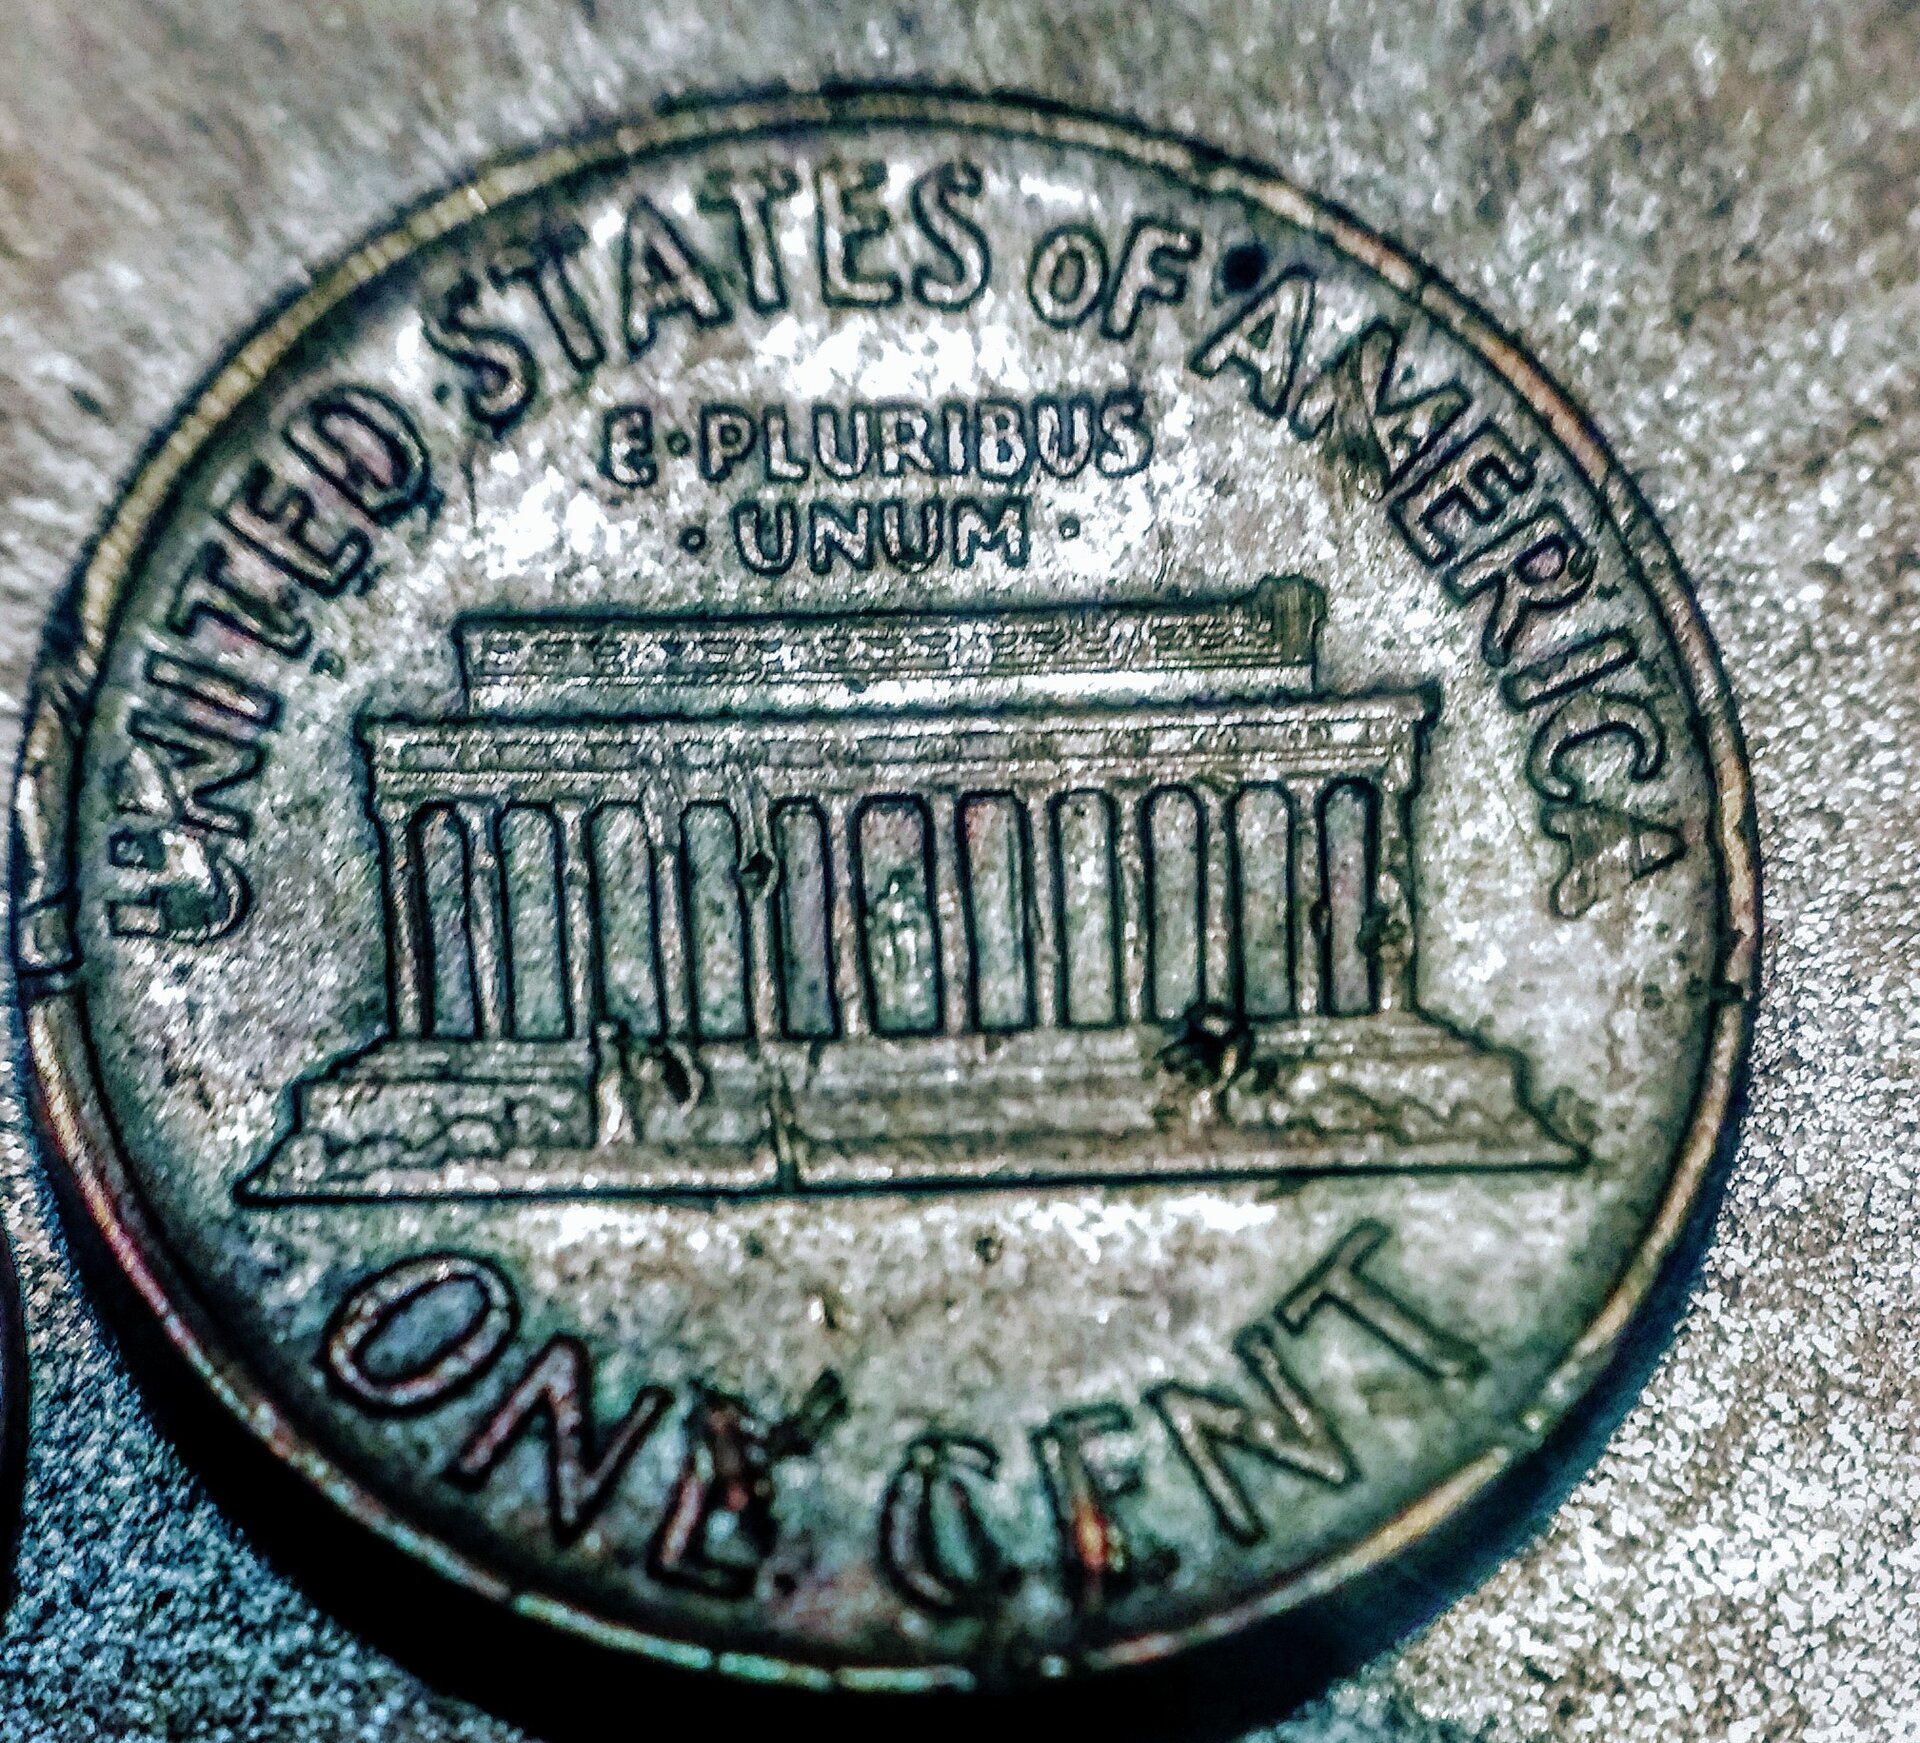 UNITED STATES OF AMERICA
E·PLURIBUS
·UNUM·
ONE CENT